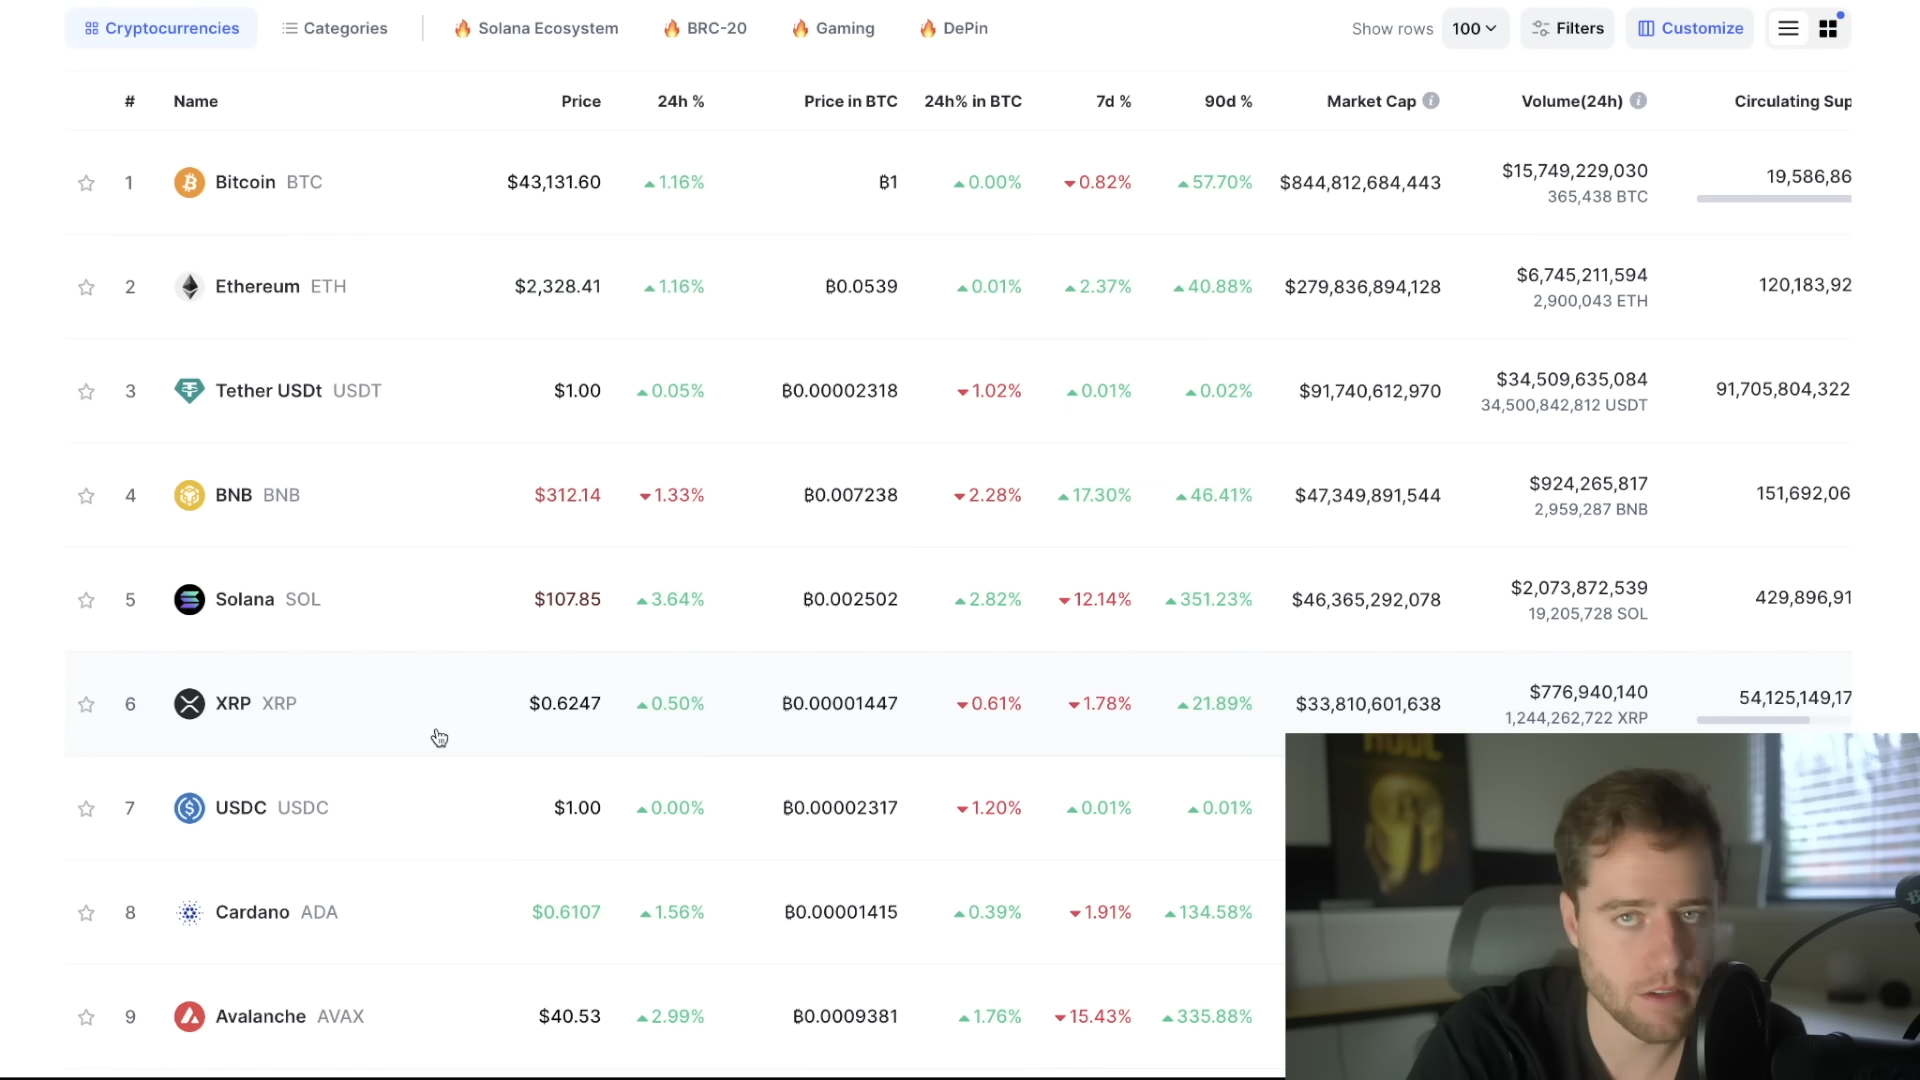 Cryptocurrencies Categories Solana Ecosystem BRC-20 Gaming DePin Show rows 100 Filters Customize
# Name Price 24h % Price in BTC 24h% in BTC 7d % 90d % Market Cap Volume(24h) Circulating Sup
1 Bitcoin BTC $43,131.60 1.16% ₿1 0.00% 0.82% 57.70% $844,812,684,443 $15,749,229,030 19,586,86
365,438 BTC
2 Ethereum ETH $2,328.41 1.16% ₿0.0539 0.01% 2.37% 40.88% $279,836,894,128 $6,745,211,594 120,183,92
2,900,043 ETH
3 Tether USDt USDT $1.00 0.05% ₿0.00002318 1.02% 0.01% 0.02% $91,740,612,970 $34,509,635,084 91,705,804,322
34,500,842,812 USDT
4 BNB BNB $312.14 1.33% ₿0.007238 2.28% 17.30% 46.41% $47,349,891,544 $924,265,817 151,692,06
2,959,287 BNB
5 Solana SOL $107.85 3.64% ₿0.002502 2.82% 12.14% 351.23% $46,365,292,078 $2,073,872,539 429,896,91
19,205,728 SOL
6 XRP XRP $0.6247 0.50% ₿0.00001447 0.61% 1.78% 21.89% $33,810,601,638 $776,940,140 54,125,149,17
1,244,262,722 XRP
7 USDC USDC $1.00 0.00% ₿0.00002317 1.20% 0.01% 0.01%
8 Cardano ADA $0.6107 1.56% ₿0.00001415 0.39% 1.91% 134.58%
9 Avalanche AVAX $40.53 2.99% ₿0.0009381 1.76% 15.43% 335.88%
HODL